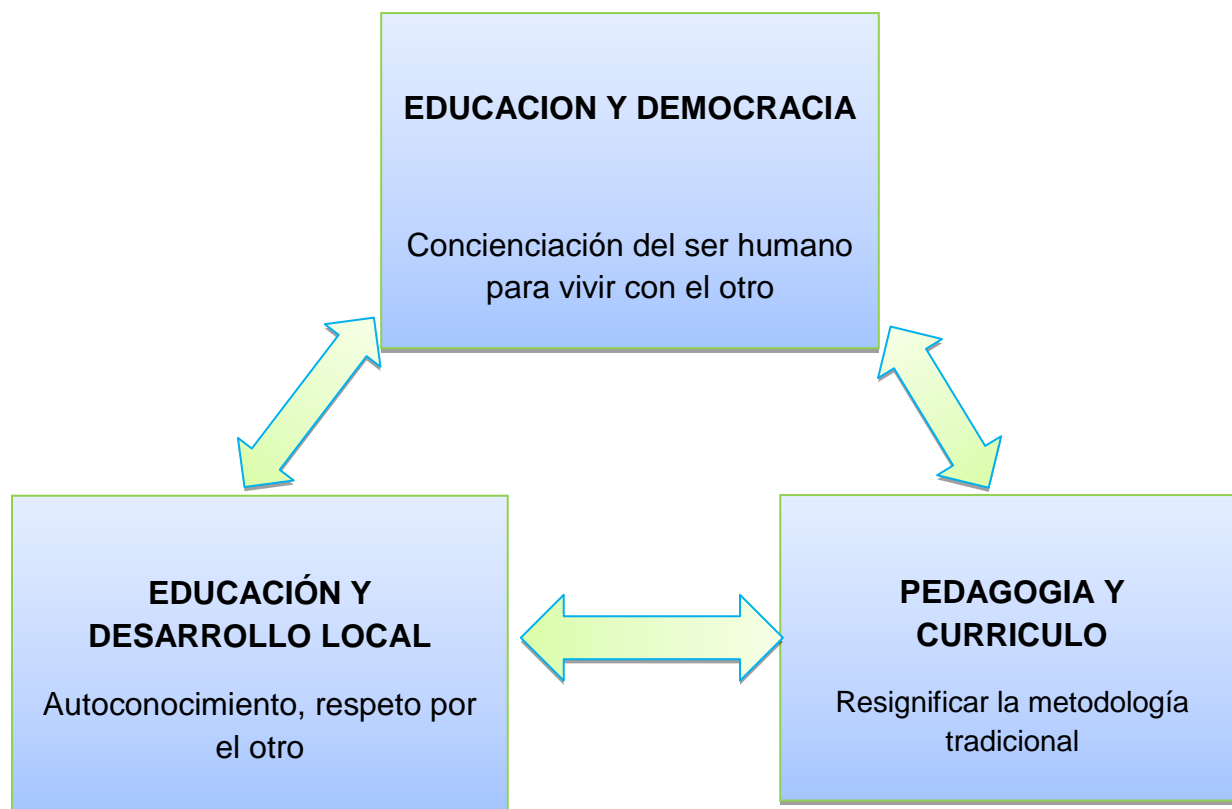 EDUCACION Y DEMOCRACIA
Concienciación del ser humano
para vivir con el otro
EDUCACIÓN Y
DESARROLLO LOCAL
Autoconocimiento, respeto por
el otro
PEDAGOGIA Y
CURRICULO
Resignificar la metodología
tradicional